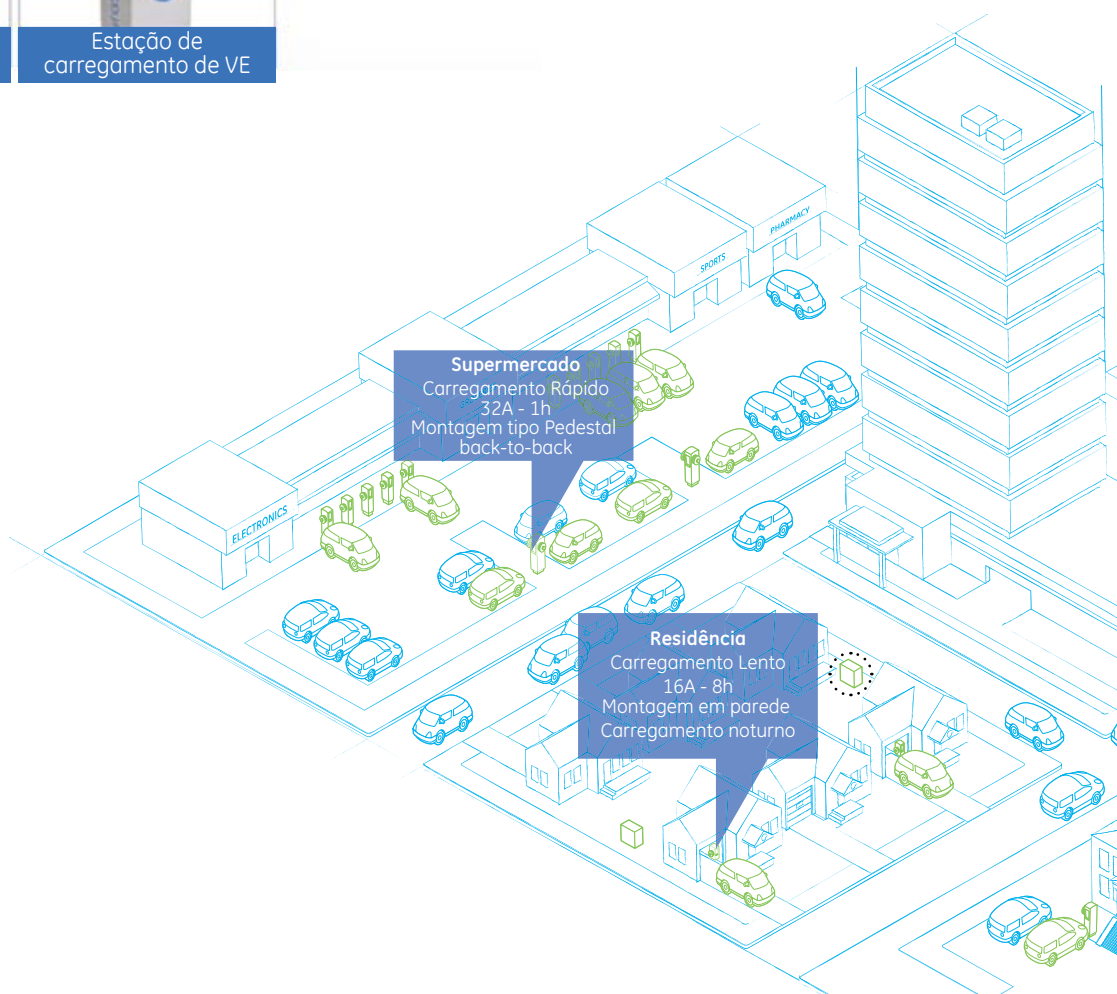 Estação de
carregamento de VE
PHARMACY
SPORTS
Supermercado
Carregamento Rápido
32A - 1h
Montagem tipo Pedestal
back-to-back
ELECTRONICS
Residência
Carregamento Lento
16A - 8h
Montagem em parede
Carregamento noturno